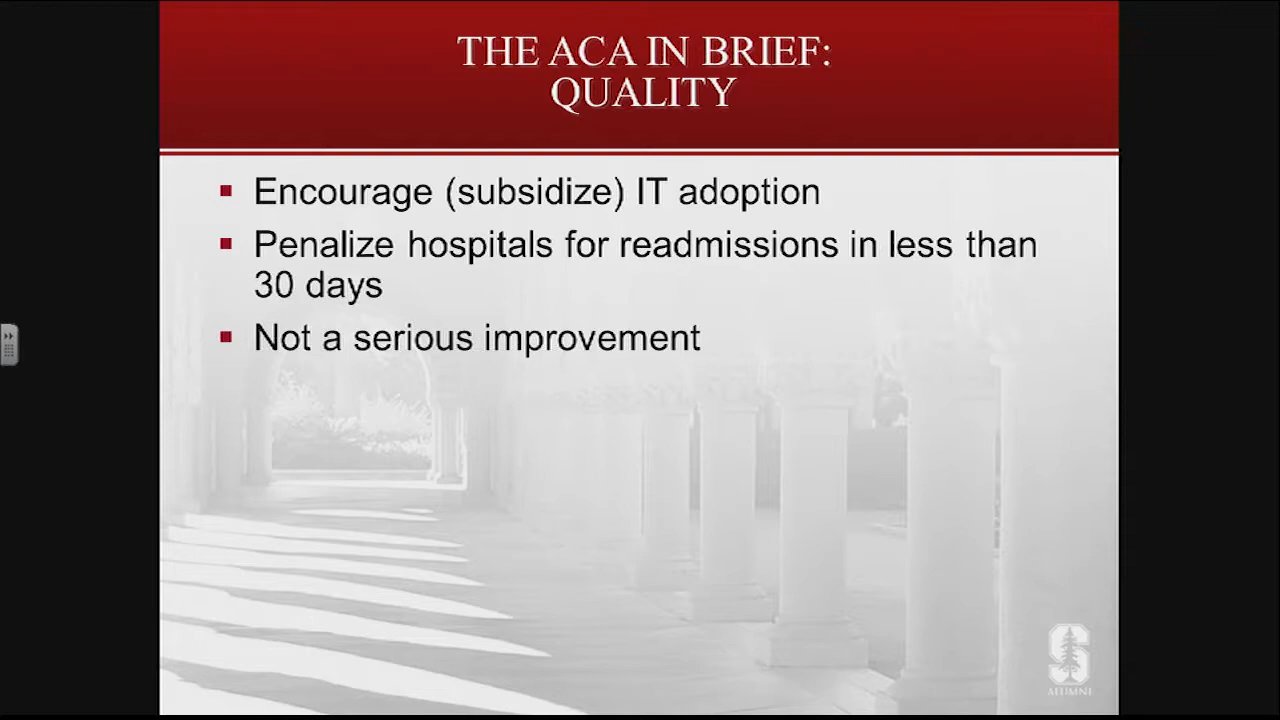 THE ACA IN BRIEF:
QUALITY
Encourage (subsidize) IT adoption
Penalize hospitals for readmissions in less than
30 days
Not a serious improvement
S
ALUMNI